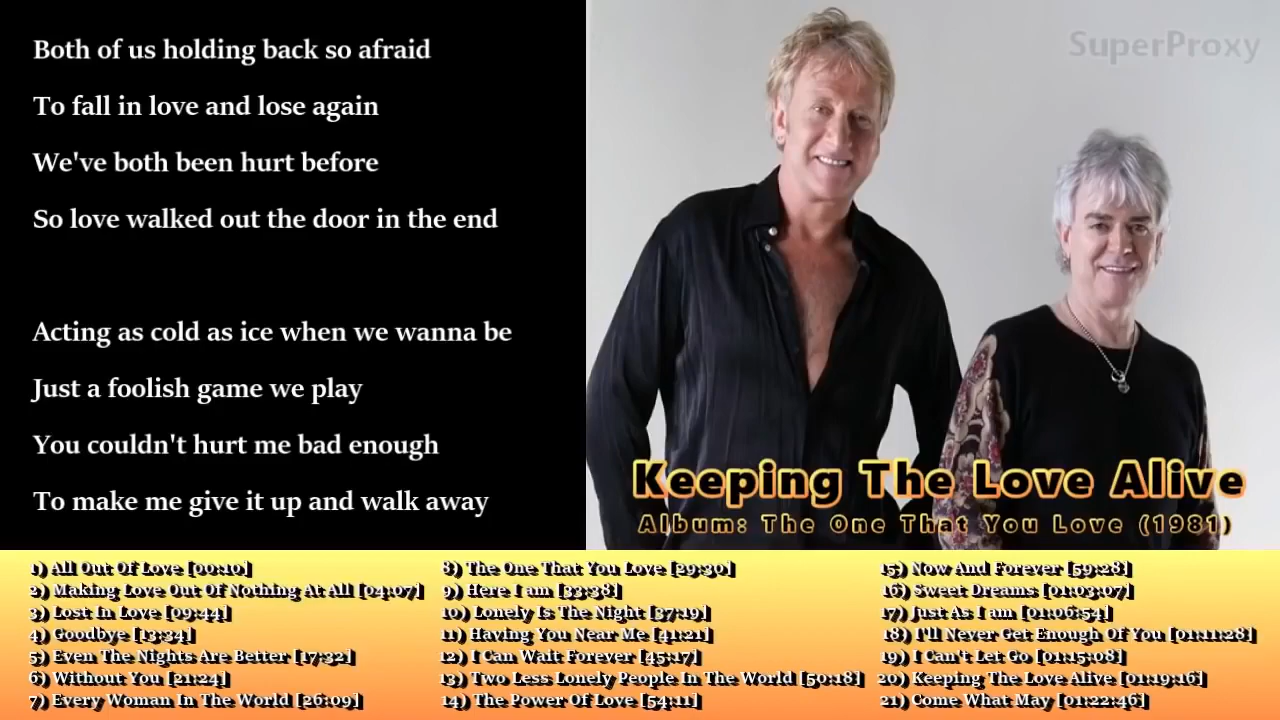 Both of us holding back so afraid
To fall in love and lose again
We've both been hurt before
So love walked out the door in the end
Acting as cold as ice when we wanna be
Just a foolish game we play
You couldn't hurt me bad enough
To make me give it up and walk away
SuperProxy
Keeping The Love Alive
Album: The One That You Love (1981)
1) All Out Of Love [00:10]
2) Making Love Out Of Nothing At All [04:07]
3) Lost In Love [09:44]
4) Goodbye [13:34]
5) Even The Nights Are Better [17:32]
6) Without You [21:24]
7) Every Woman In The World [26:09]
8) The One That You Love [29:30]
9) Here I am [33:38]
10) Lonely Is The Night [37:19]
11) Having You Near Me [41:21]
12) I Can Wait Forever [45:17]
13) Two Less Lonely People In The World [50:18]
14) The Power Of Love [54:11]
15) Now And Forever [59:28]
16) Sweet Dreams [01:03:07]
17) Just As I am [01:06:54]
18) I'll Never Get Enough Of You [01:11:28]
19) I Can't Let Go [01:15:08]
20) Keeping The Love Alive [01:19:16]
21) Come What May [01:22:46]